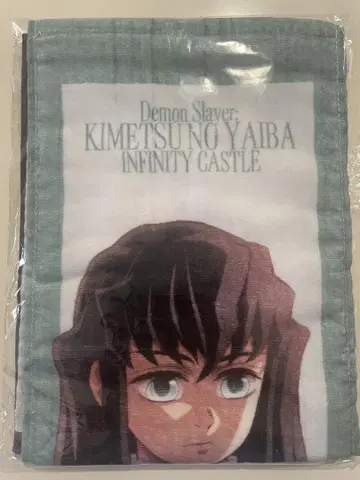 Demon Slayer:
KIMETSU NO YAIBA
INFINITY CASTLE